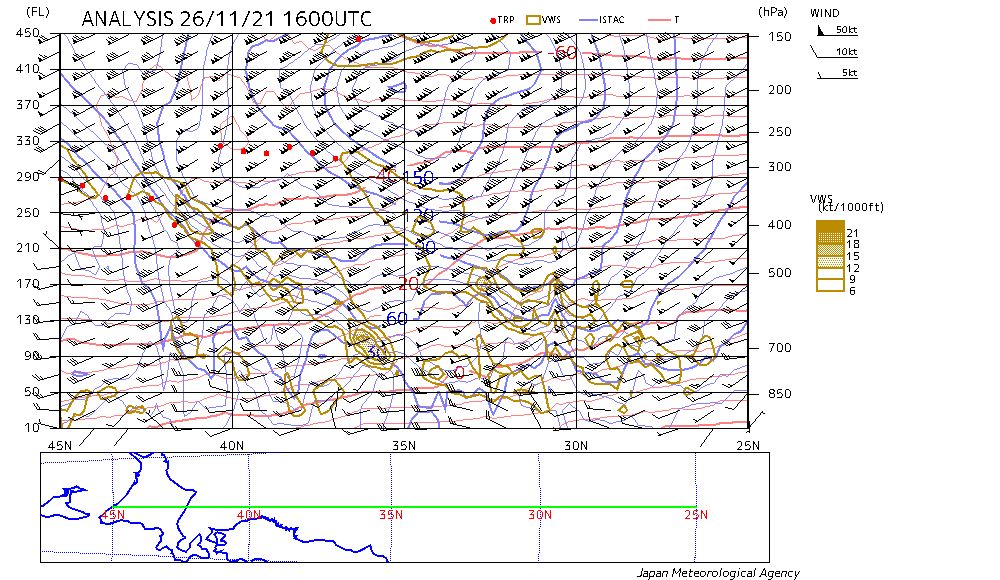 (FL) ANALYSIS 26/11/21 1600UTC TRP VWS ISTAC T (hPa) WIND
450 60 150 50kt
410 10kt
370 200 5kt
330 250
290 150 300
250 VWS
(kt/1000ft)
210 400 21
18
170 20 500 15
12
130 60 9
6
90 30 700
50 0 850
10
45N 40N 35N 30N 25N
45N 40N 35N 30N 25N
Japan Meteorological Agency